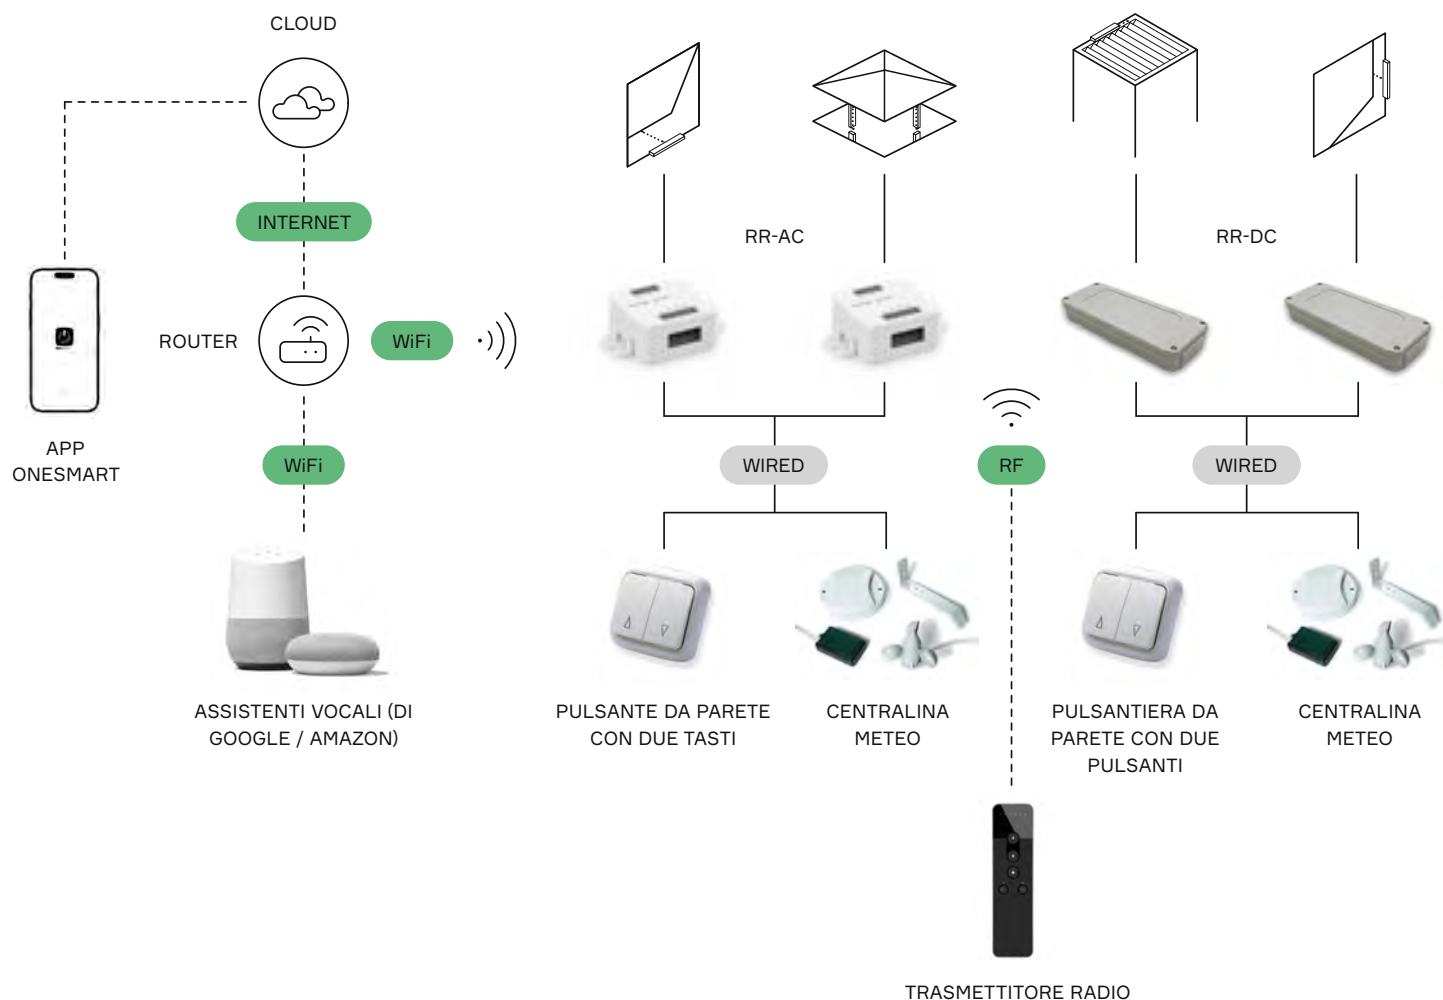 CLOUD
INTERNET
RR-AC
RR-DC
ROUTER
WiFi
APP
ONESMART
WiFi
WIRED
RF
WIRED
ASSISTENTI VOCALI (DI
GOOGLE / AMAZON)
PULSANTE DA PARETE
CON DUE TASTI
CENTRALINA
METEO
PULSANTIERA DA
PARETE CON DUE
PULSANTI
CENTRALINA
METEO
TRASMETTITORE RADIO